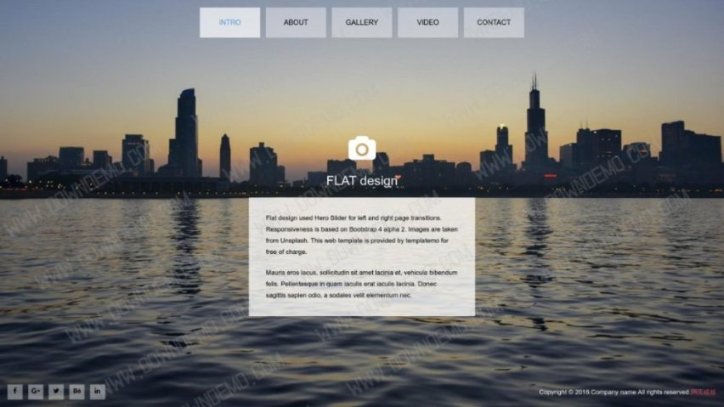 INTRO
ABOUT
GALLERY
VIDEO
CONTACT
FLAT design
Flat design used Hero Slider for left and right page transitions.
Responsiveness is based on Bootstrap 4 alpha 2. Images are taken
from Unsplash. This web template is provided by templatemo for
free of charge.
Mauris eros lacus, sollicitudin sit amet lacinia et, vehicula bibendum
felis. Pellentesque in quam iaculis erat iaculis lacinia. Donec
sagittis sapien odio, a sodales velit elementum nec.
f G+ Bē in
Copyright © 2018.Company name All rights reserved.